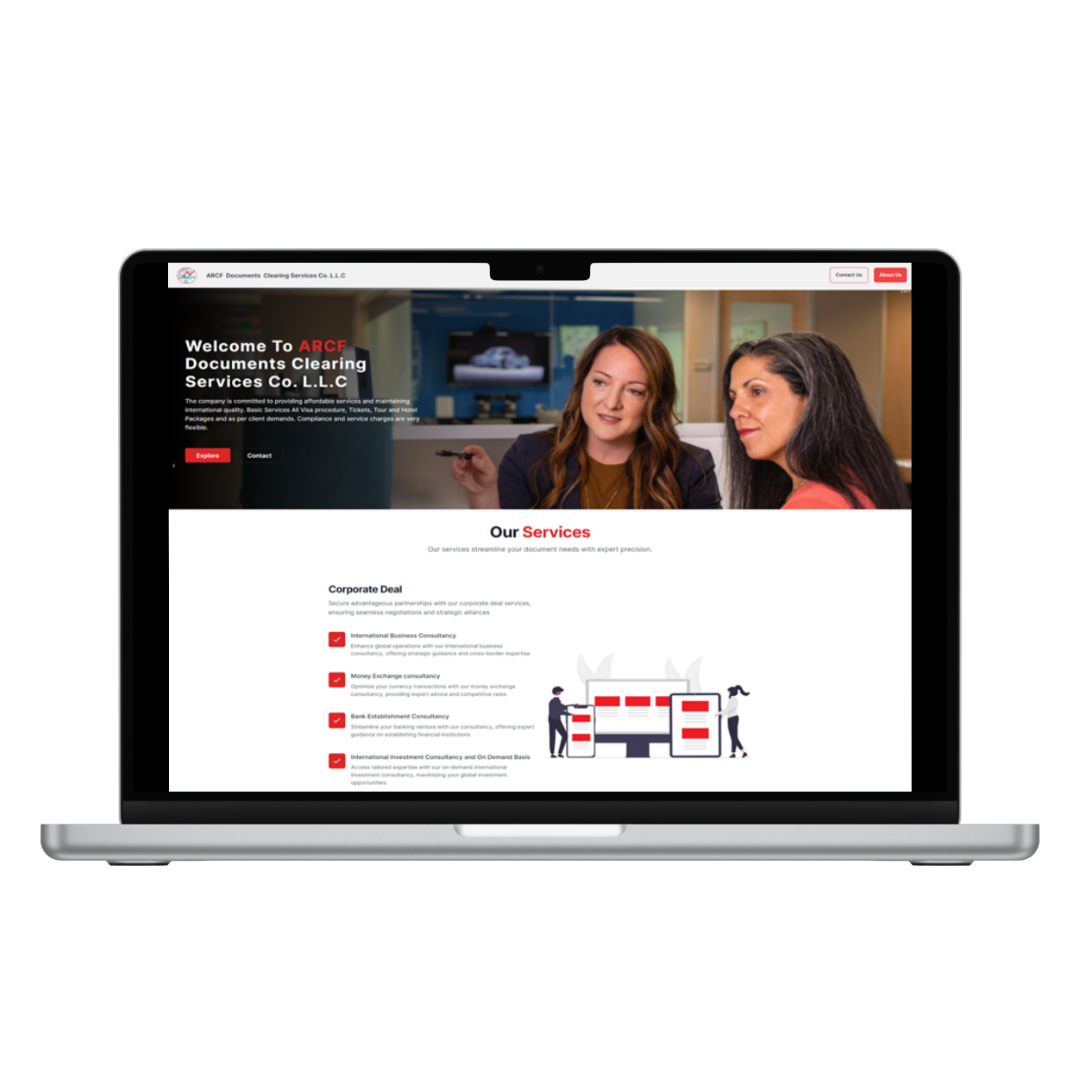 ARCF Documents Clearing Services Co. L.L.C
Contact Us
About Us
Welcome To ARCF
Documents Clearing
Services Co. L.L.C
The company is committed to providing affordable services and maintaining
international quality. Basic Services All Visa procedure, Tickets, Tour and Hotel
Packages and as per client demands. Compliance and service charges are very
flexible.
Explore
Contact
Our Services
Our services streamline your document needs with expert precision.
Corporate Deal
Secure advantageous partnerships with our corporate deal services,
ensuring seamless negotiations and strategic alliances
International Business Consultancy
Enhance global operations with our international business
consultancy, offering strategic guidance and cross-border expertise
Money Exchange consultancy
Optimize your currency transactions with our money exchange
consultancy, providing expert advice and competitive rates
Bank Establishment Consultancy
Streamline your banking venture with our consultancy, offering expert
guidance on establishing financial institutions
International Investment Consultancy and On Demand Basis
Access tailored expertise with our on-demand international
investment consultancy, maximizing your global investment
opportunities.